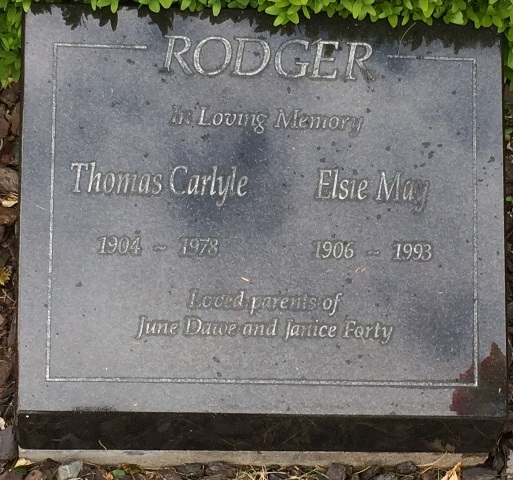 RODGER
In Loving Memory
Thomas Carlyle Elsie May
1904 ~ 1978 1906 ~ 1993
Loved parents of
June Dawe and Janice Forty